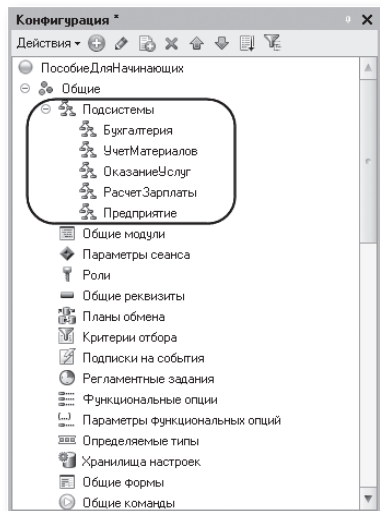 Конфигурация *
Действия
ПособиеДляНачинающих
Общие
Подсистемы
Бухгалтерия
УчетМатериалов
ОказаниеУслуг
РасчетЗарплаты
Предприятие
Общие модули
Параметры сеанса
Роли
Общие реквизиты
Планы обмена
Критерии отбора
Подписки на события
Регламентные задания
Функциональные опции
Параметры функциональных опций
Определяемые типы
Хранилища настроек
Общие формы
Общие команды